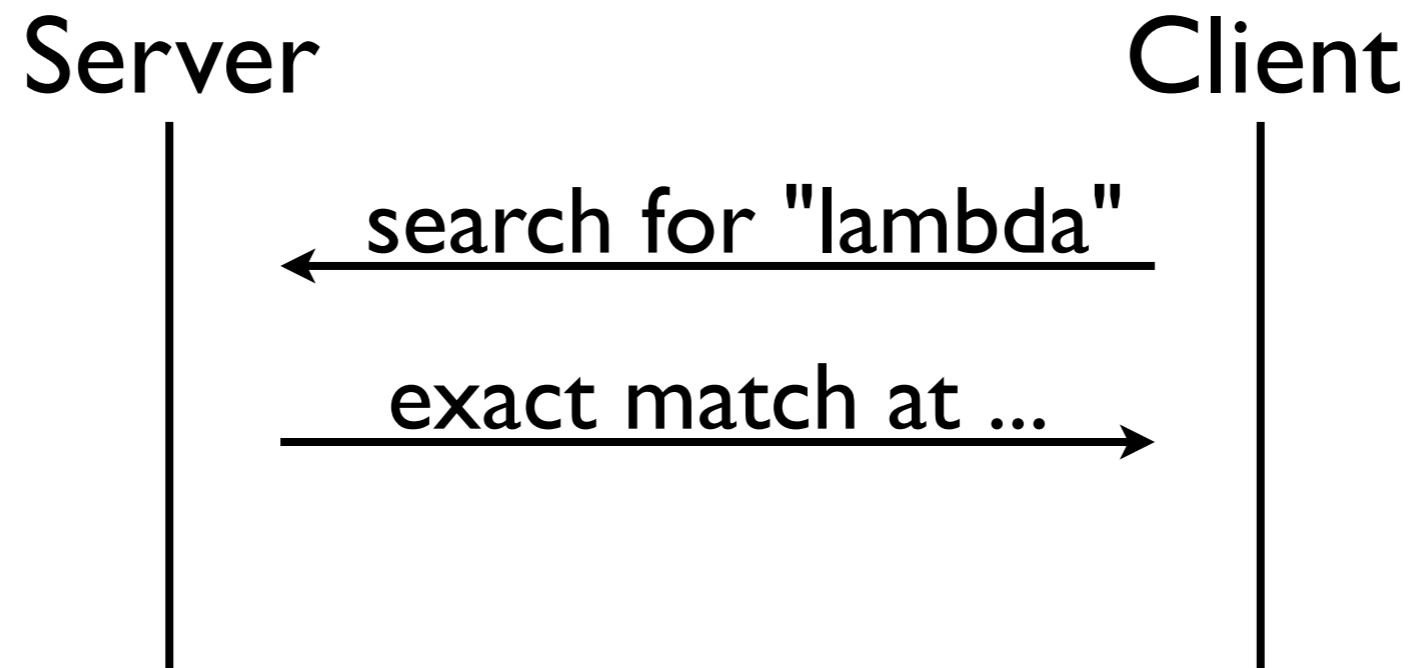 Server Client
search for "lambda"
exact match at ...